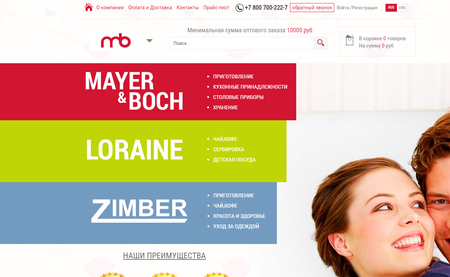 О компании Оплата и Доставка Контакты Прайс-лист +7 800 700-222-7 обратный звонок Войти /Регистрация
Минимальная сумма оптового заказа 10000 руб
mb
Поиск
В корзине 0 товаров
На сумму 0 руб
MAYER
&BOCH
ПРИГОТОВЛЕНИЕ
КУХОННЫЕ ПРИНАДЛЕЖНОСТИ
СТОЛОВЫЕ ПРИБОРЫ
ХРАНЕНИЕ
LORAINE
ЧАЙ,КОФЕ
СЕРВИРОВКА
ДЕТСКАЯ ПОСУДА
ZIMBER
ПРИГОТОВЛЕНИЕ
ЧАЙ,КОФЕ
КРАСОТА И ЗДОРОВЬЕ
УХОД ЗА ОДЕЖДОЙ
НАШИ ПРЕИМУЩЕСТВА